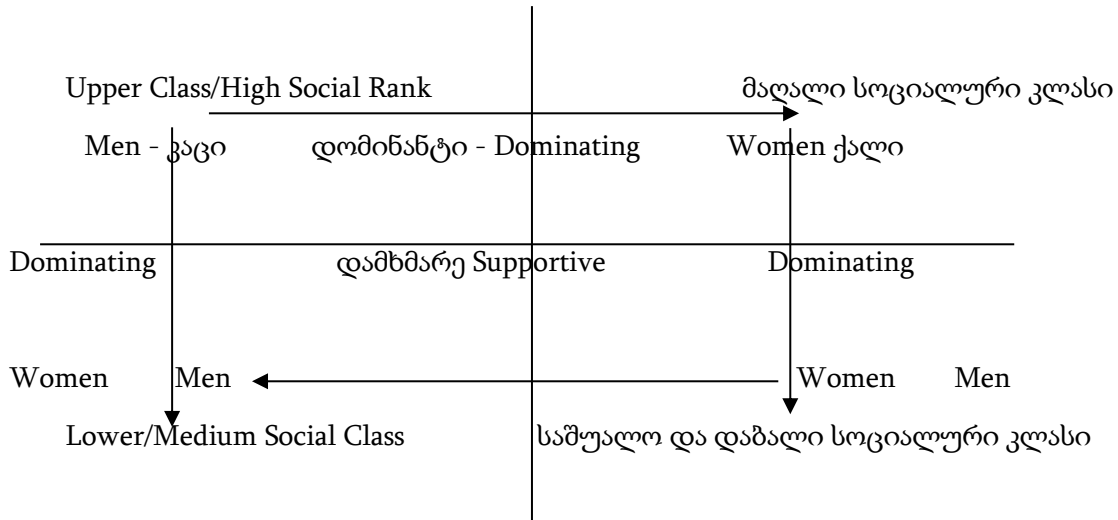 Upper Class/High Social Rank მაღალი სოციალური კლასი
Men - კაცი დომინანტი - Dominating Women ქალი
Dominating დამხმარე Supportive Dominating
Women Men Women Men
Lower/Medium Social Class საშუალო და დაბალი სოციალური კლასი